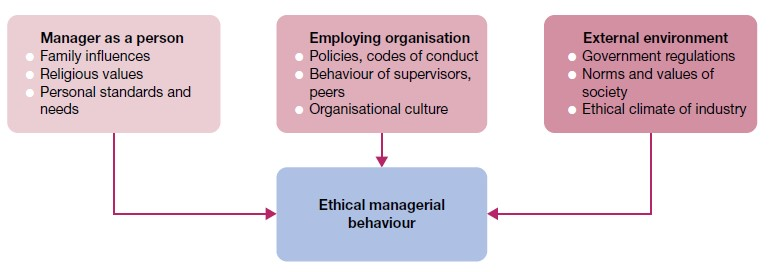 Manager as a person
Family influences
Religious values
Personal standards and
needs
Employing organisation
Policies, codes of conduct
Behaviour of supervisors,
peers
Organisational culture
External environment
Government regulations
Norms and values of
society
Ethical climate of industry
Ethical managerial
behaviour